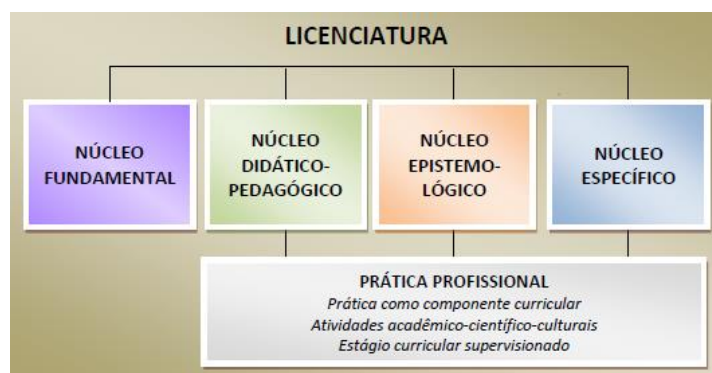 LICENCIATURA
NÚCLEO
FUNDAMENTAL
NÚCLEO
DIDÁTICO-
PEDAGÓGICO
NÚCLEO
EPISTEMO-
LÓGICO
NÚCLEO
ESPECÍFICO
PRÁTICA PROFISSIONAL
Prática como componente curricular
Atividades acadêmico-científico-culturais
Estágio curricular supervisionado